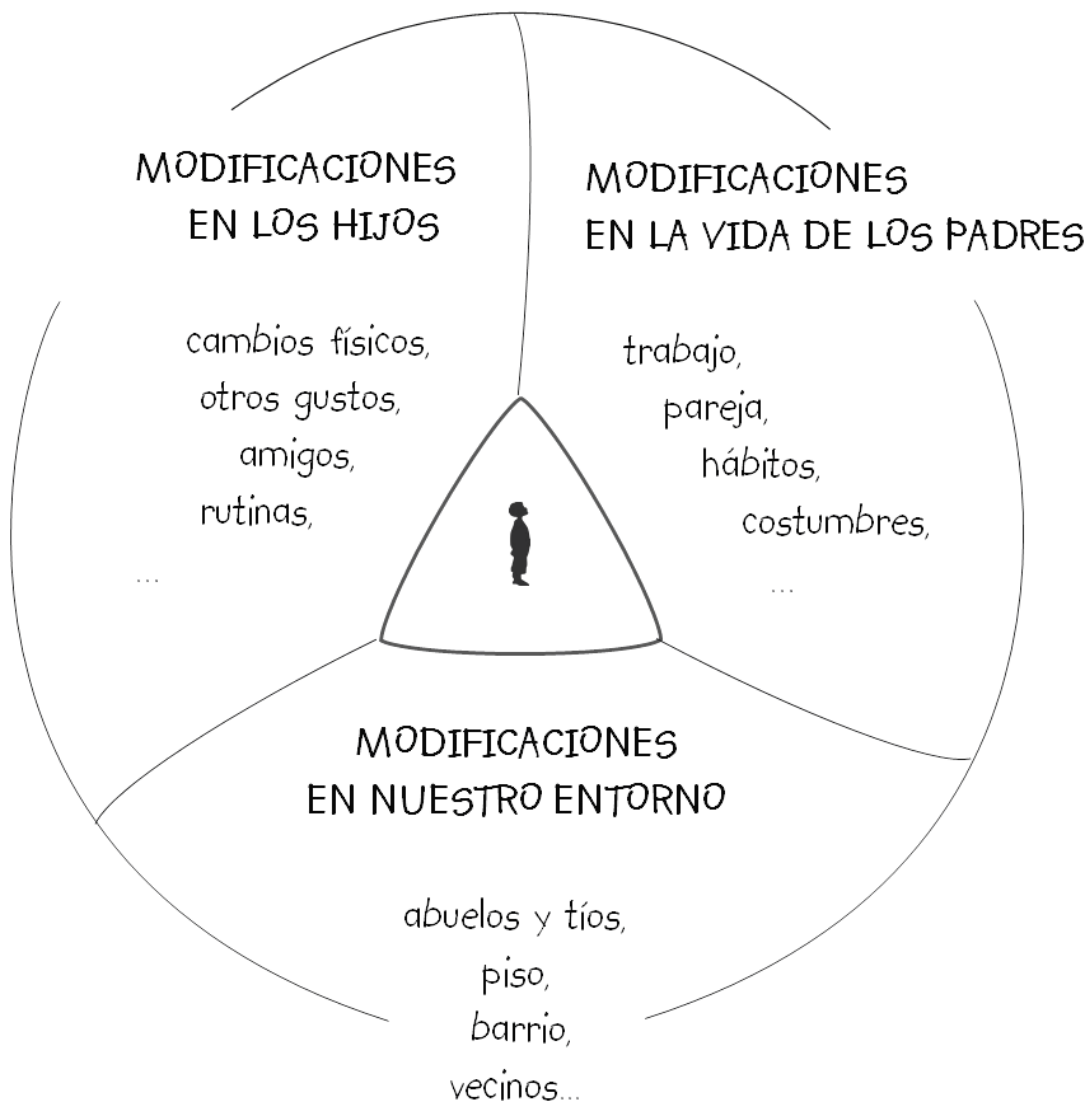 MODIFICACIONES
EN LOS HIJOS
cambios físicos,
otros gustos,
amigos,
rutinas,
...
MODIFICACIONES
EN LA VIDA DE LOS PADRES
trabajo,
pareja,
hábitos,
costumbres,
...
MODIFICACIONES
EN NUESTRO ENTORNO
abuelos y tíos,
piso,
barrio,
vecinos...